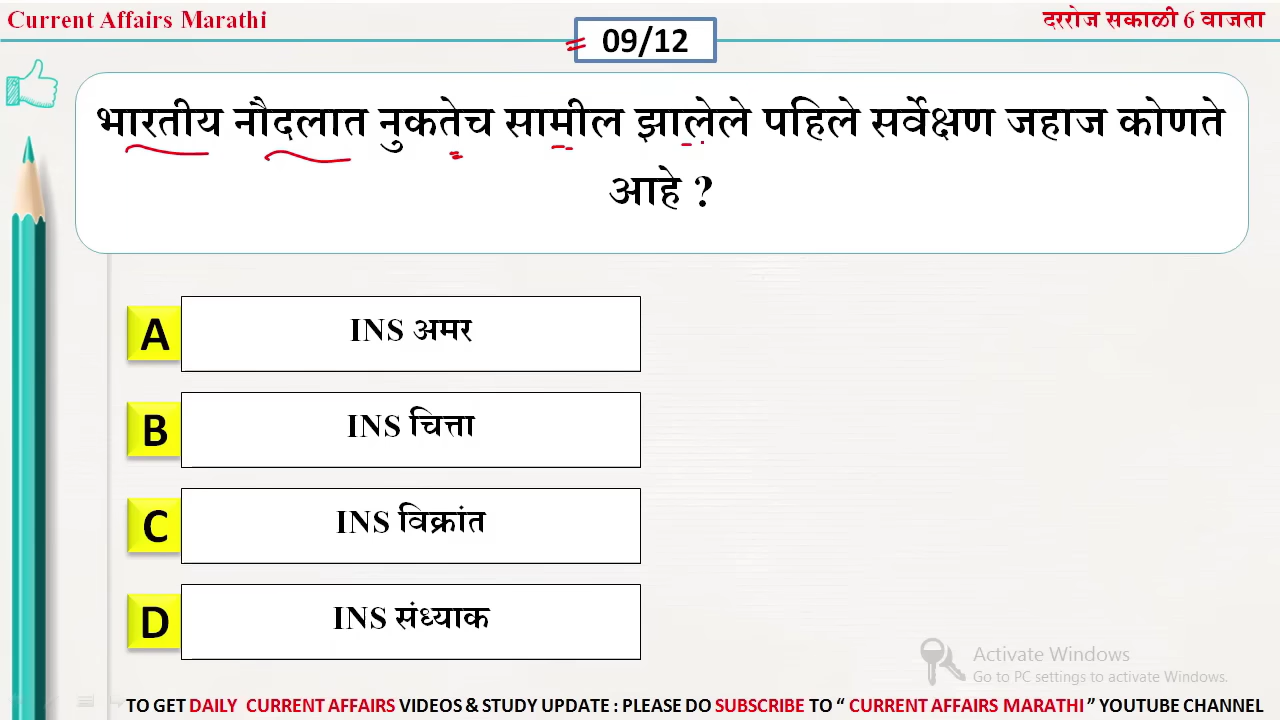 Current Affairs Marathi
दररोज सकाळी 6 वाजता
09/12
भारतीय नौदलात नुकतेच सामील झालेले पहिले सर्वेक्षण जहाज कोणते
आहे ?
A INS अमर
B INS चित्ता
C INS विक्रांत
D INS संध्याक
Activate Windows
Go to PC settings to activate Windows.
TO GET DAILY CURRENT AFFAIRS VIDEOS & STUDY UPDATE : PLEASE DO SUBSCRIBE TO “ CURRENT AFFAIRS MARATHI ” YOUTUBE CHANNEL